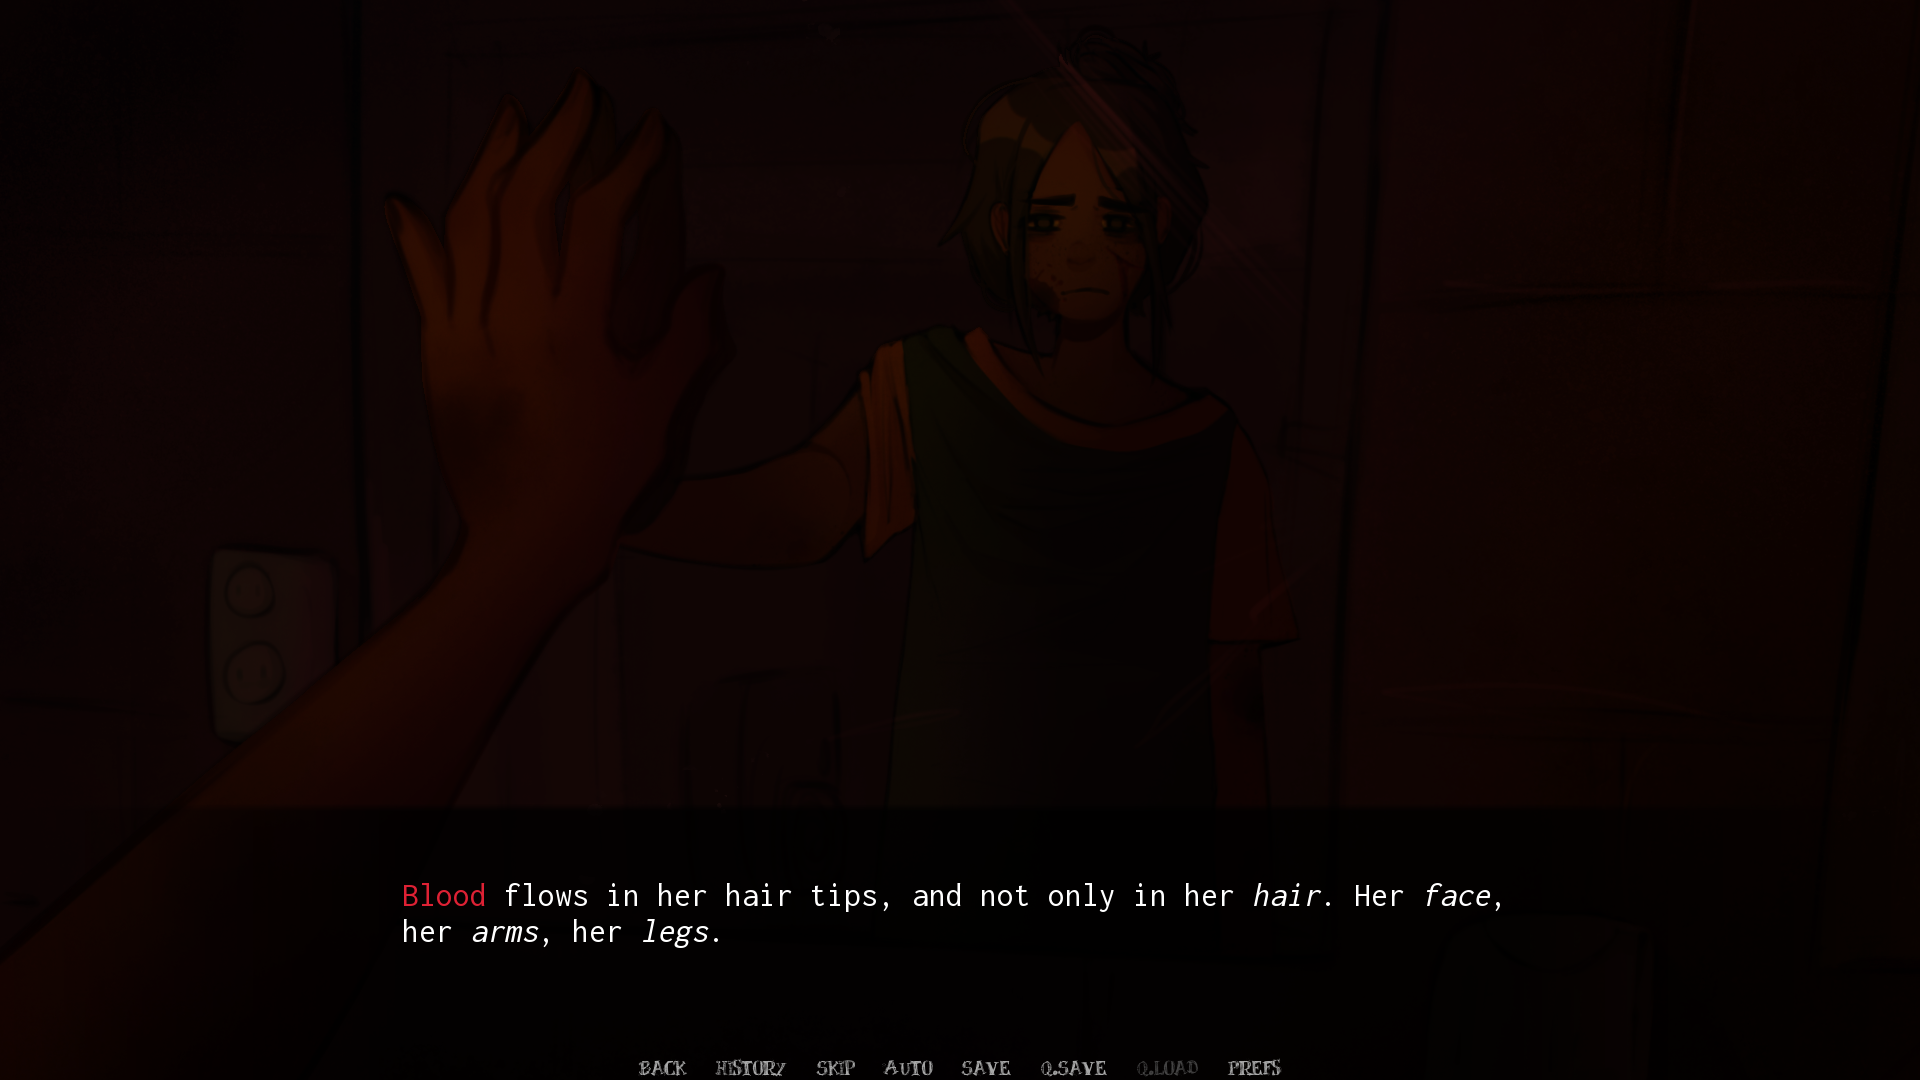 Blood flows in her hair tips, and not only in her hair. Her face,
her arms, her legs.
BACK HISTORY SKIP AUTO SAVE Q.SAVE Q.LOAD PREFS